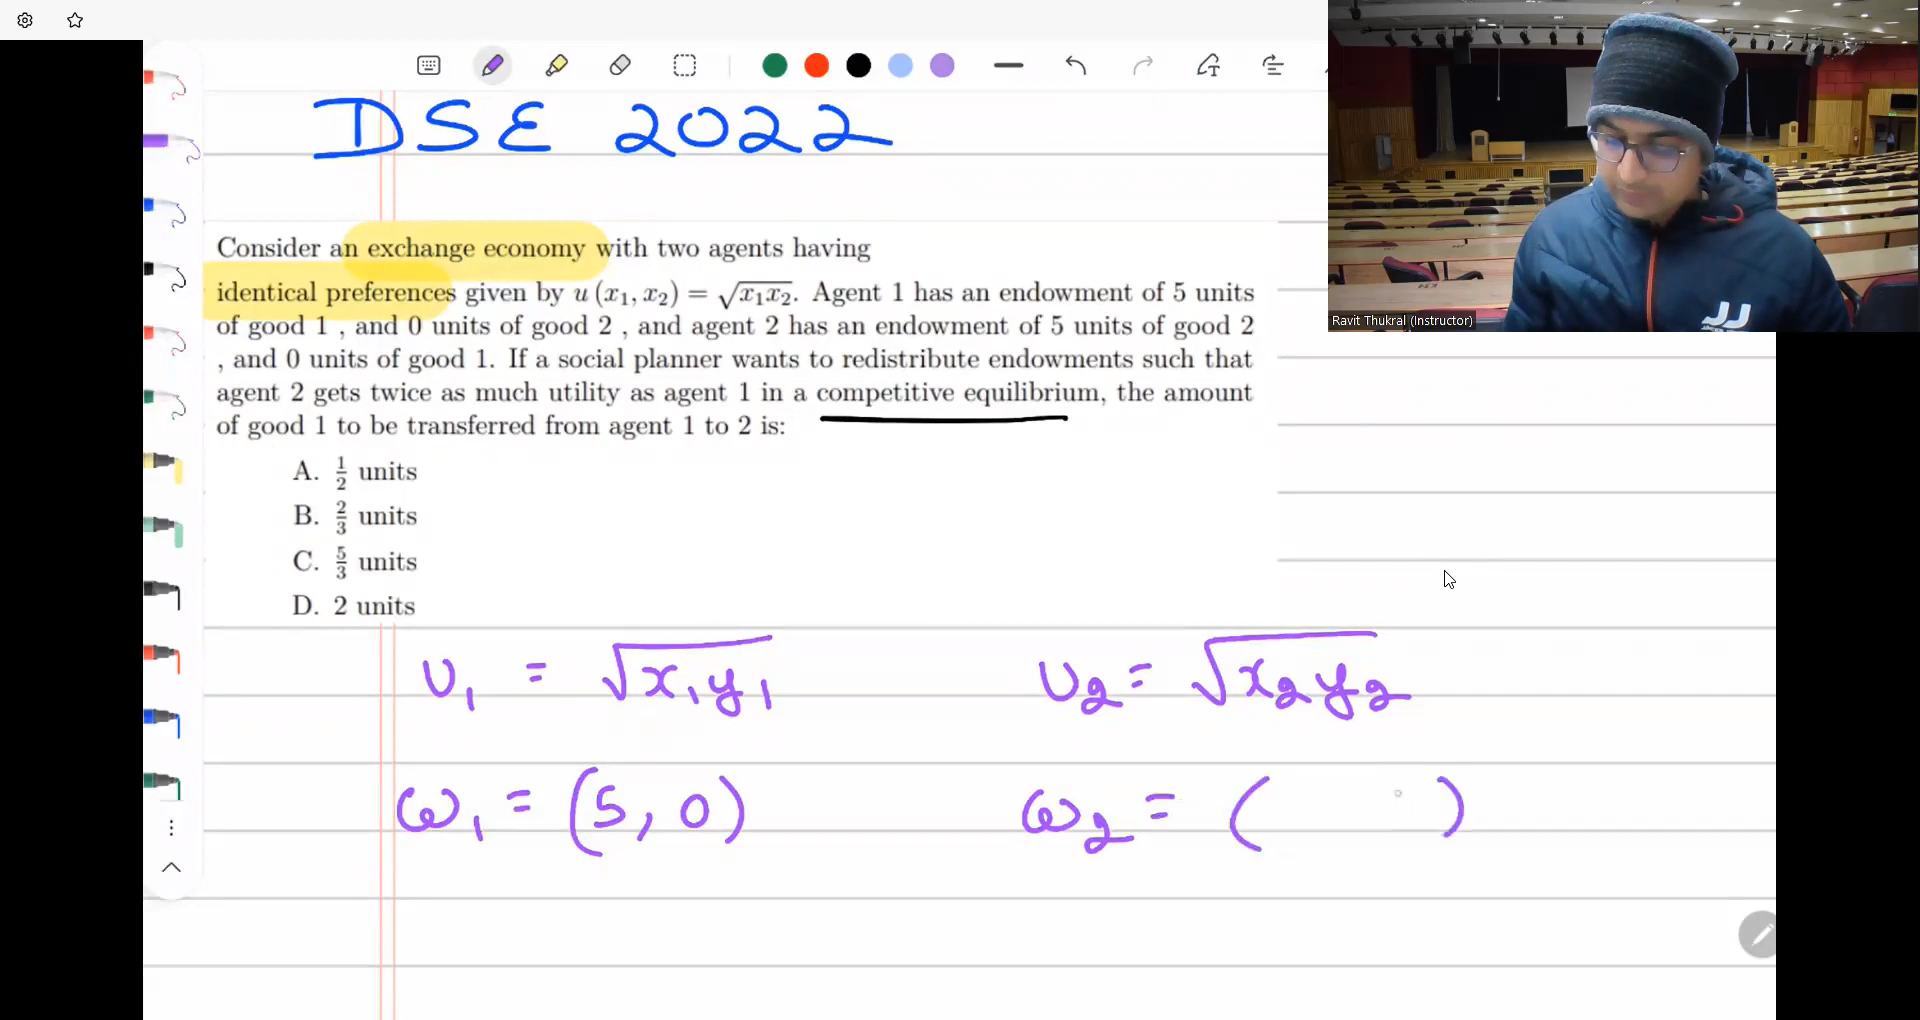 DSE 2022
Consider an exchange economy with two agents having
identical preferences given by u (x₁, x₂) = √x₁x₂. Agent 1 has an endowment of 5 units
of good 1 , and 0 units of good 2 , and agent 2 has an endowment of 5 units of good 2
, and 0 units of good 1. If a social planner wants to redistribute endowments such that
agent 2 gets twice as much utility as agent 1 in a competitive equilibrium, the amount
of good 1 to be transferred from agent 1 to 2 is:
A. 1/2 units
B. 2/3 units
C. 5/3 units
D. 2 units
U₁ = √x₁y₁
U₂ = √x₂y₂
ω₁ = (5, 0)
ω₂ = ( )
JJ
Ravit Thukral (Instructor)